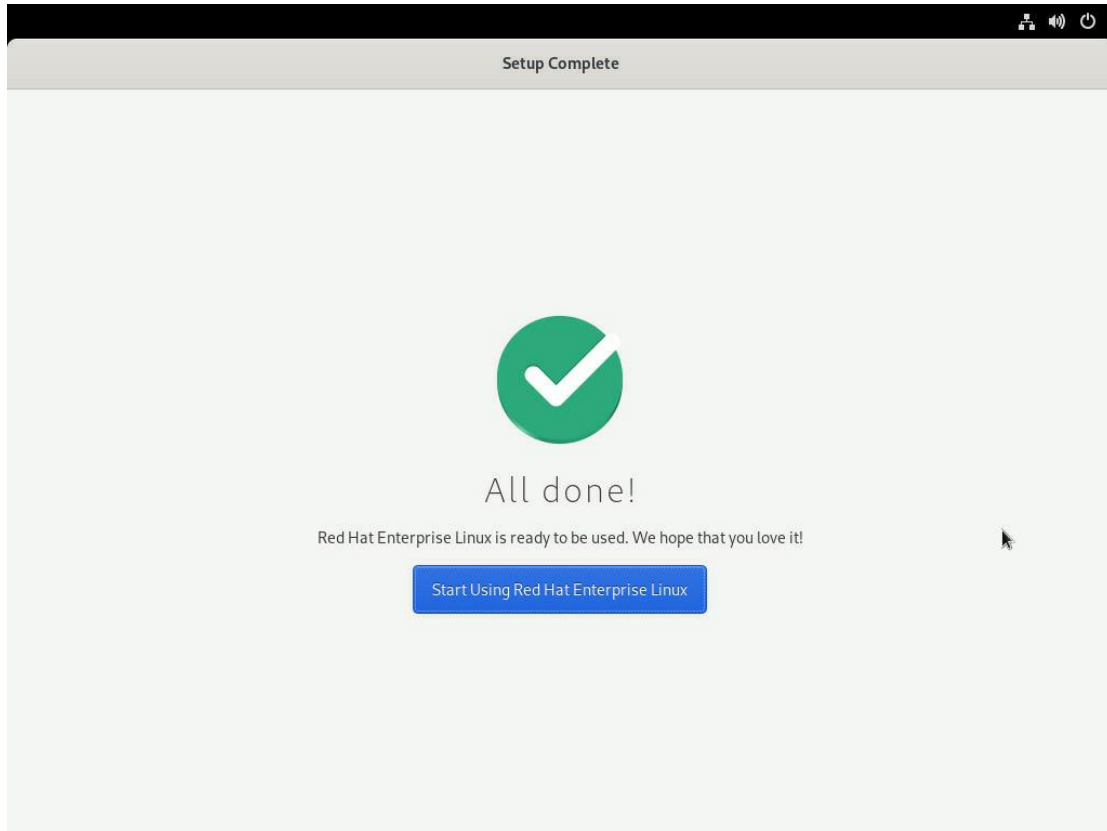 Setup Complete
All done!
Red Hat Enterprise Linux is ready to be used. We hope that you love it!
Start Using Red Hat Enterprise Linux